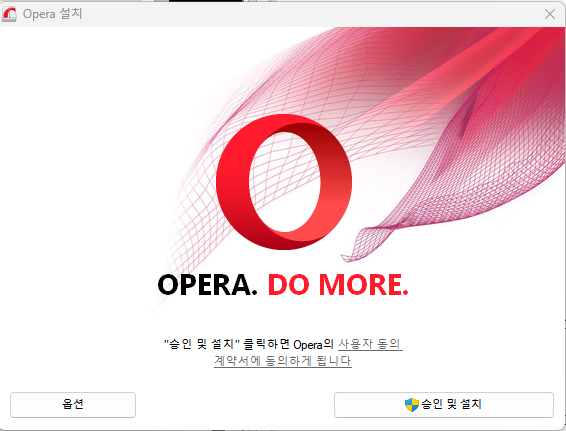 Opera 설치
OPERA. DO MORE.
"승인 및 설치" 클릭하면 Opera의 사용자 동의
계약서에 동의하게 됩니다
옵션
승인 및 설치